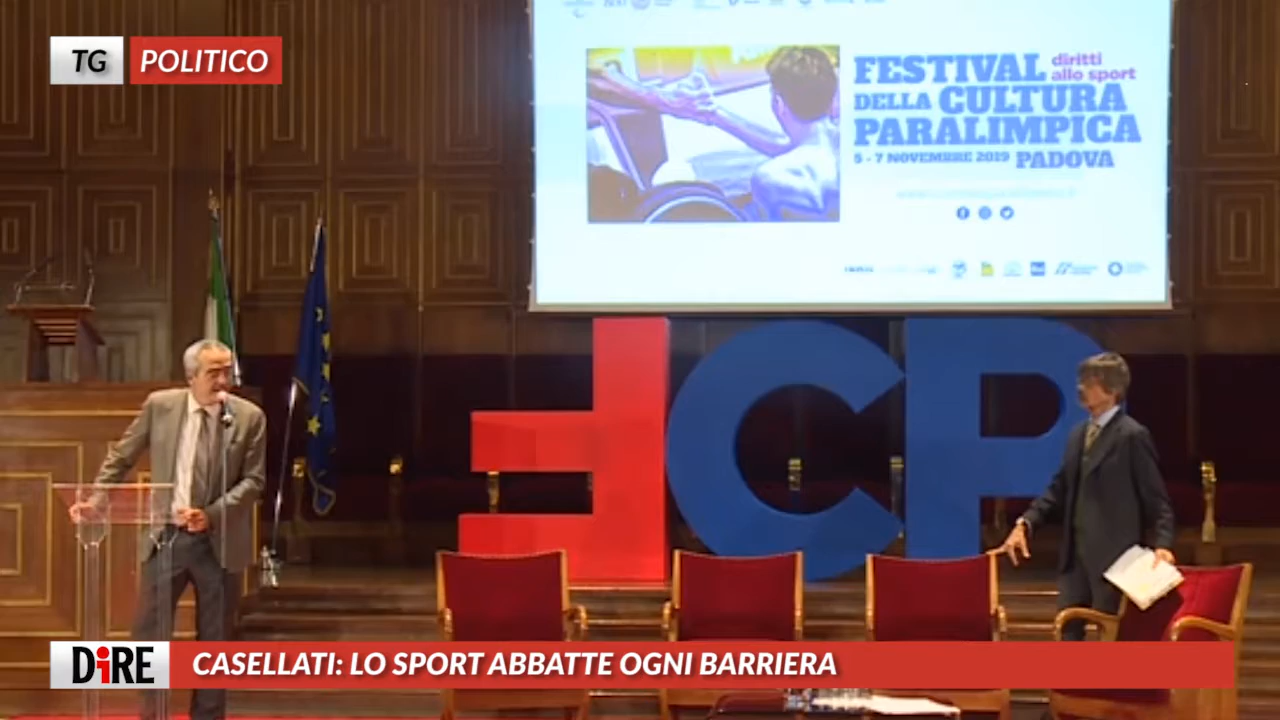 TG POLITICO
FESTIVAL diritti
allo sport
DELLA CULTURA
PARALIMPICA
5 - 7 NOVEMBRE 2019 PADOVA
FCP
DiRE CASELLATI: LO SPORT ABBATTE OGNI BARRIERA